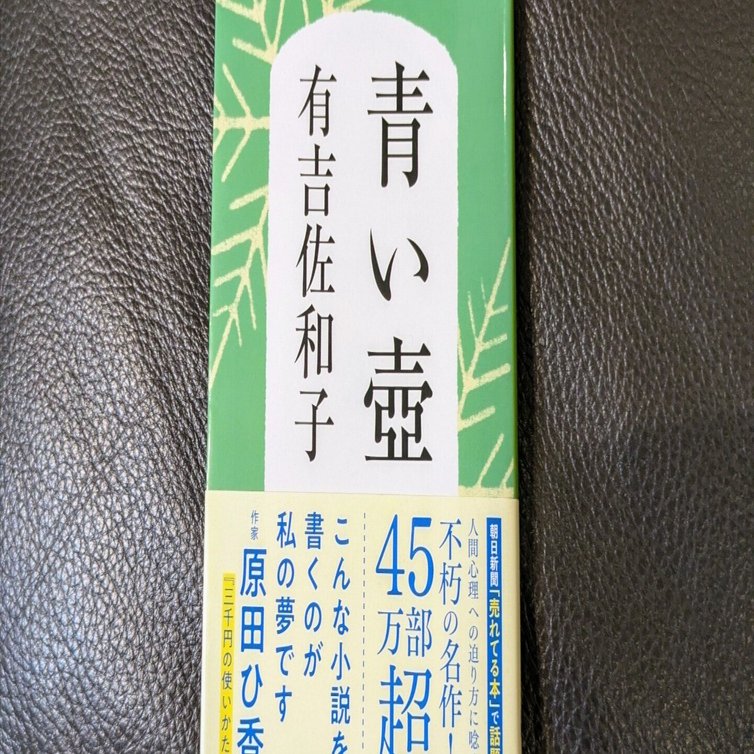 青い壺
有吉佐和子
朝日新聞「売れてる本」で話題
人間心理への迫り方に唸
不朽の名作!
45万部超
こんな小説を
書くのが
私の夢です
作家 原田ひ香
『三千円の使いかた